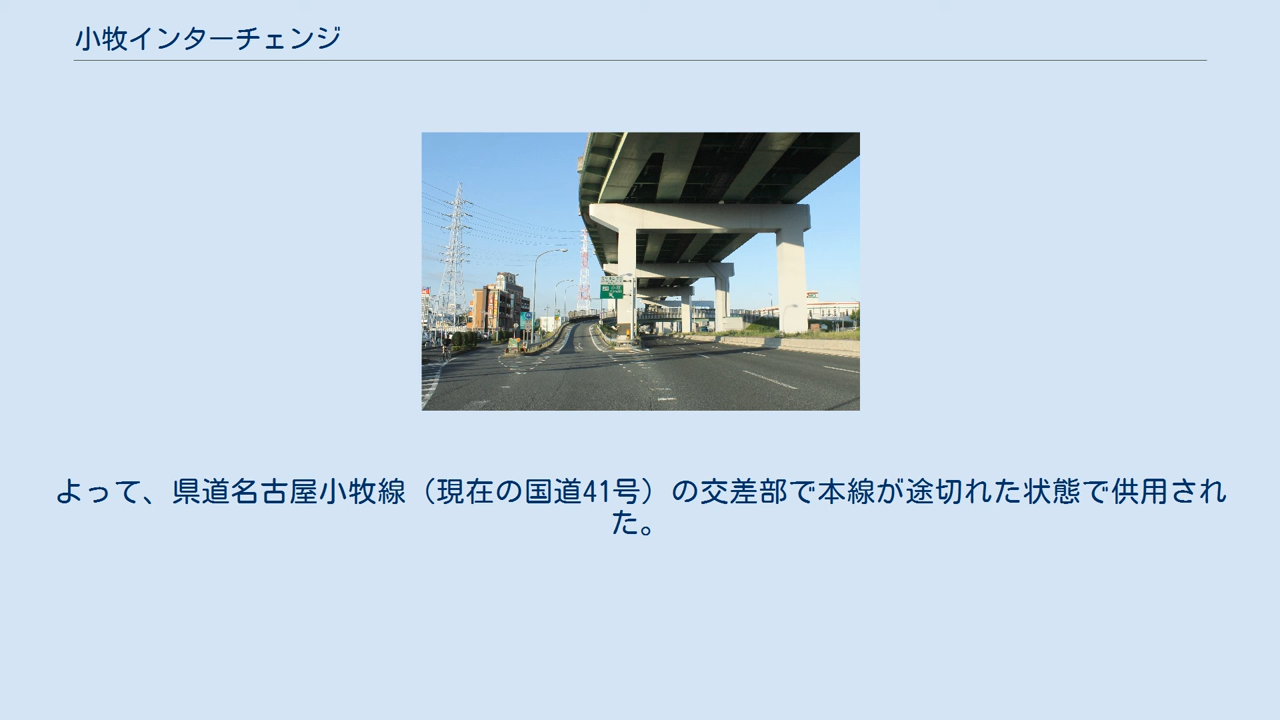 小牧インターチェンジ
よって、県道名古屋小牧線（現在の国道41号）の交差部で本線が途切れた状態で供用され
た。